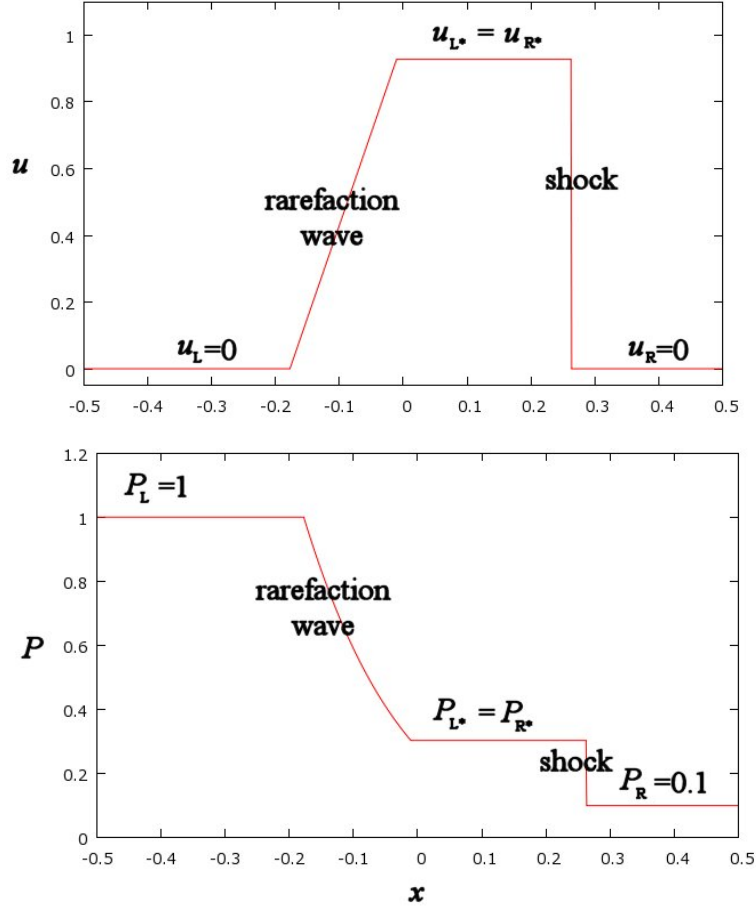 1
u_L* = u_R*
0.8
u
0.6
shock
rarefaction
wave
0.4
0.2
u_L=0
u_R=0
0
-0.5 -0.4 -0.3 -0.2 -0.1 0 0.1 0.2 0.3 0.4 0.5
1.2
P_L=1
1
0.8
rarefaction
wave
P
0.6
0.4
P_L* = P_R*
shock
P_R=0.1
0.2
0
-0.5 -0.4 -0.3 -0.2 -0.1 0 0.1 0.2 0.3 0.4 0.5
x